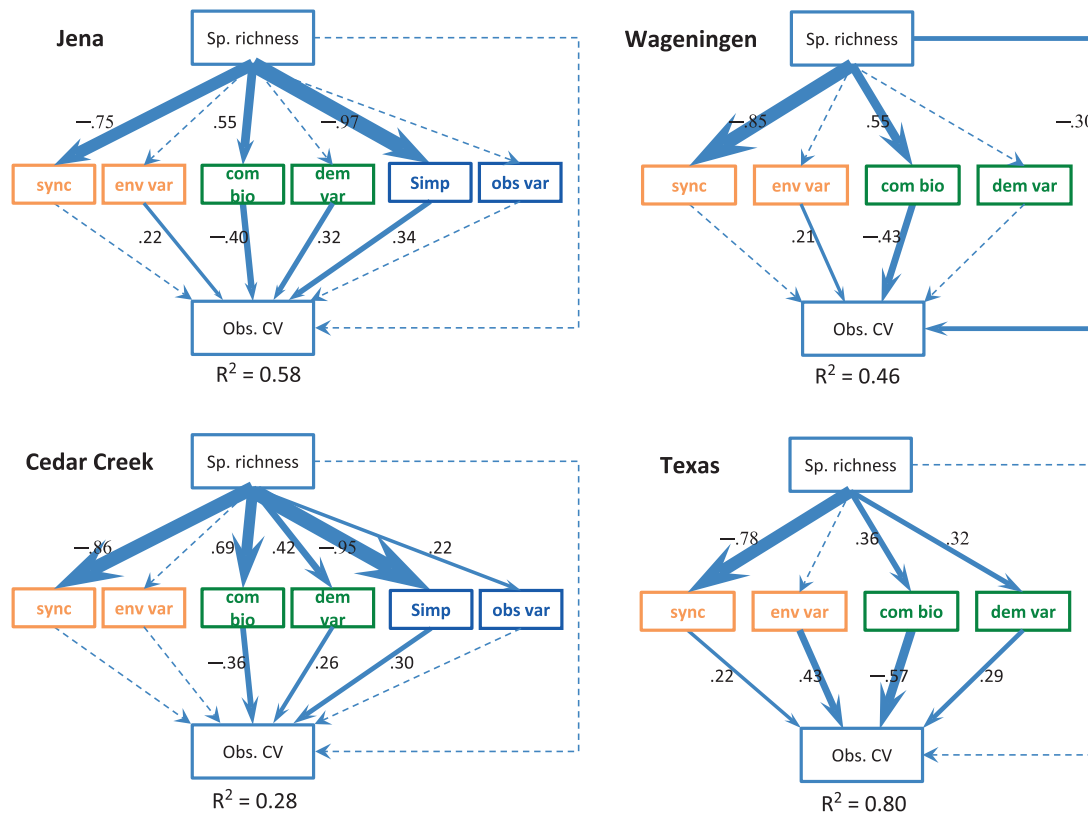 Jena
Sp. richness
—.75
.55
—.97
sync
env var
com bio
dem var
Simp
obs var
.22
—.40
.32
.34
Obs. CV
R² = 0.58
Wageningen
Sp. richness
—.85
.55
—.30
sync
env var
com bio
dem var
.21
—.43
Obs. CV
R² = 0.46
Cedar Creek
Sp. richness
—.86
.69
.42
—.95
.22
sync
env var
com bio
dem var
Simp
obs var
—.36
.26
.30
Obs. CV
R² = 0.28
Texas
Sp. richness
—.78
.36
.32
sync
env var
com bio
dem var
.22
.43
—.57
.29
Obs. CV
R² = 0.80